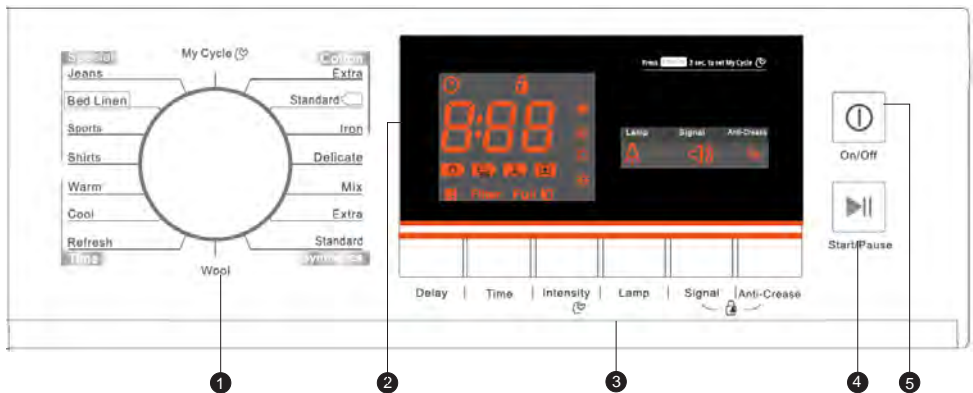 My Cycle
Special
Jeans
Bed Linen
Sports
Shirts
Warm
Cool
Refresh
Time
Cotton
Extra
Standard
Iron
Delicate
Mix
Extra
Standard
Synthetics
Wool
Press 3 sec. to set My Cycle
8:88
Lamp Signal Anti-Crease
Delay Time Intensity Lamp Signal Anti-Crease
On/Off
Start/Pause
1 2 3 4 5